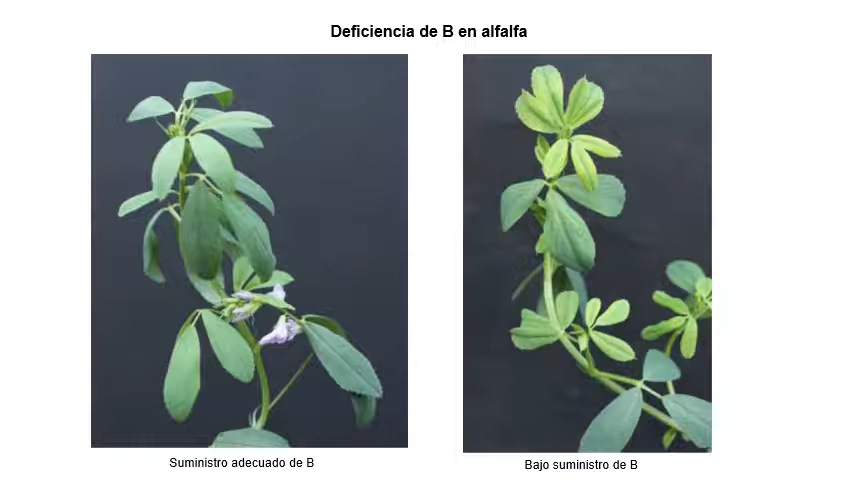 Deficiencia de B en alfalfa
Suministro adecuado de B
Bajo suministro de B